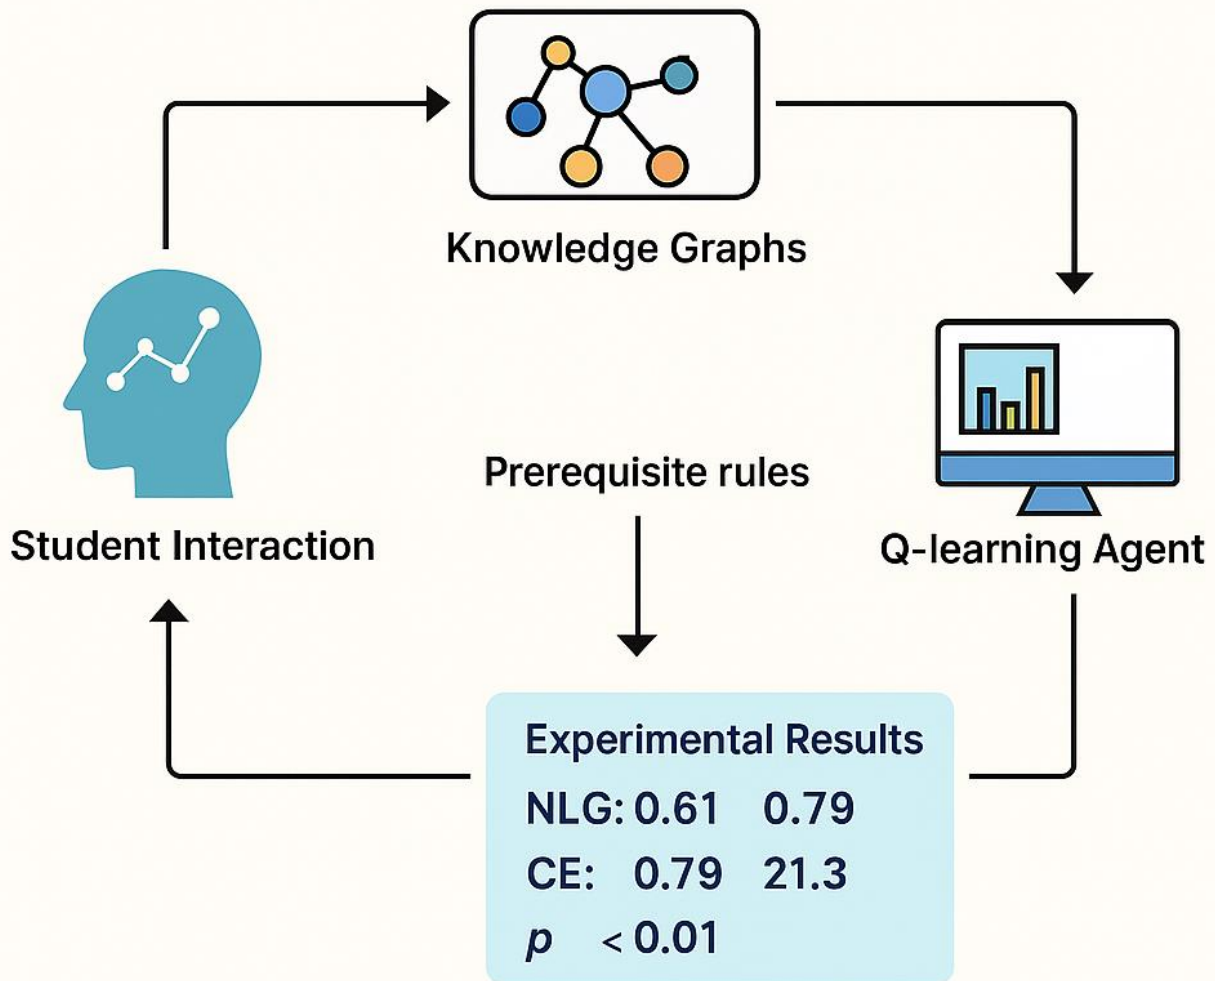 Knowledge Graphs
Prerequisite rules
Student Interaction
Q-learning Agent
Experimental Results
NLG: 0.61 0.79
CE: 0.79 21.3
p < 0.01